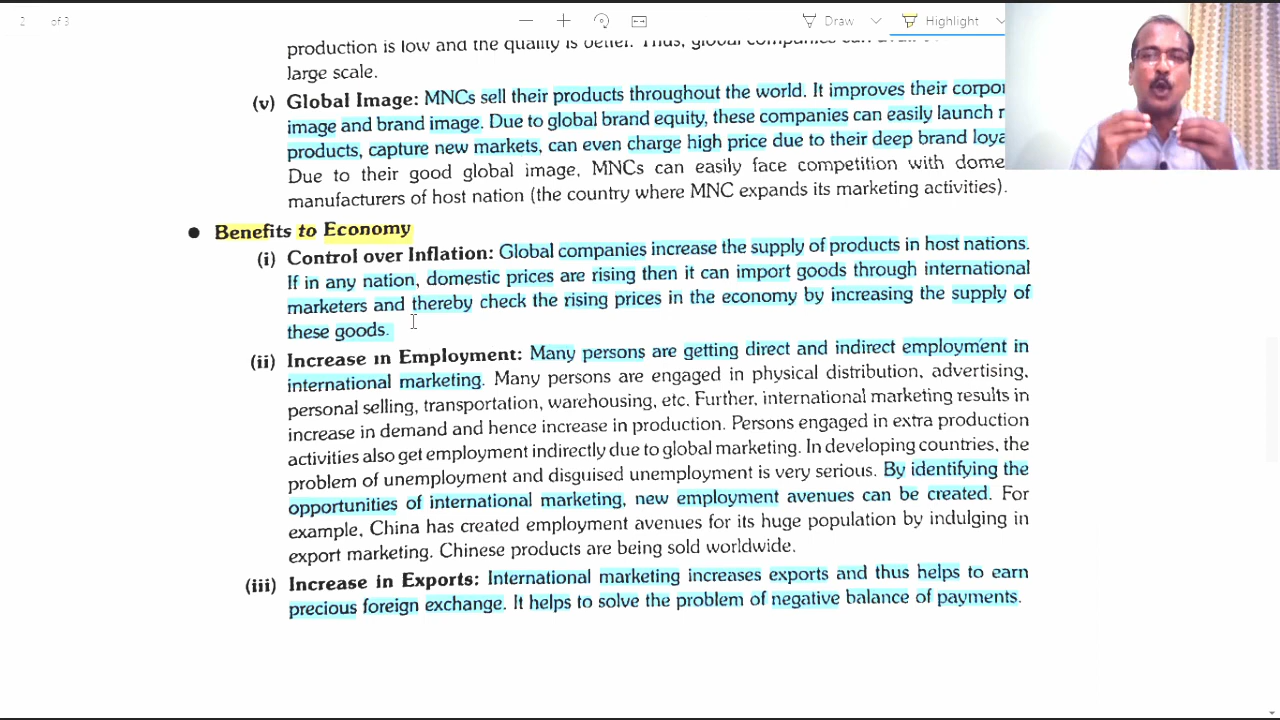 2 of 3
Draw
Highlight
production is low and the quality is better. Thus, global companies can
large scale.
(v) Global Image: MNCs sell their products throughout the world. It improves their
image and brand image. Due to global brand equity, these companies can easily launch
products, capture new markets, can even charge high price due to their deep brand
Due to their good global image, MNCs can easily face competition with
manufacturers of host nation (the country where MNC expands its marketing activities).
● Benefits to Economy
(i) Control over Inflation: Global companies increase the supply of products in host nations.
If in any nation, domestic prices are rising then it can import goods through international
marketers and thereby check the rising prices in the economy by increasing the supply of
these goods.
(ii) Increase in Employment: Many persons are getting direct and indirect employment in
international marketing. Many persons are engaged in physical distribution, advertising,
personal selling, transportation, warehousing, etc. Further, international marketing results in
increase in demand and hence increase in production. Persons engaged in extra production
activities also get employment indirectly due to global marketing. In developing countries, the
problem of unemployment and disguised unemployment is very serious. By identifying the
opportunities of international marketing, new employment avenues can be created. For
example, China has created employment avenues for its huge population by indulging in
export marketing. Chinese products are being sold worldwide.
(iii) Increase in Exports: International marketing increases exports and thus helps to earn
precious foreign exchange. It helps to solve the problem of negative balance of payments.